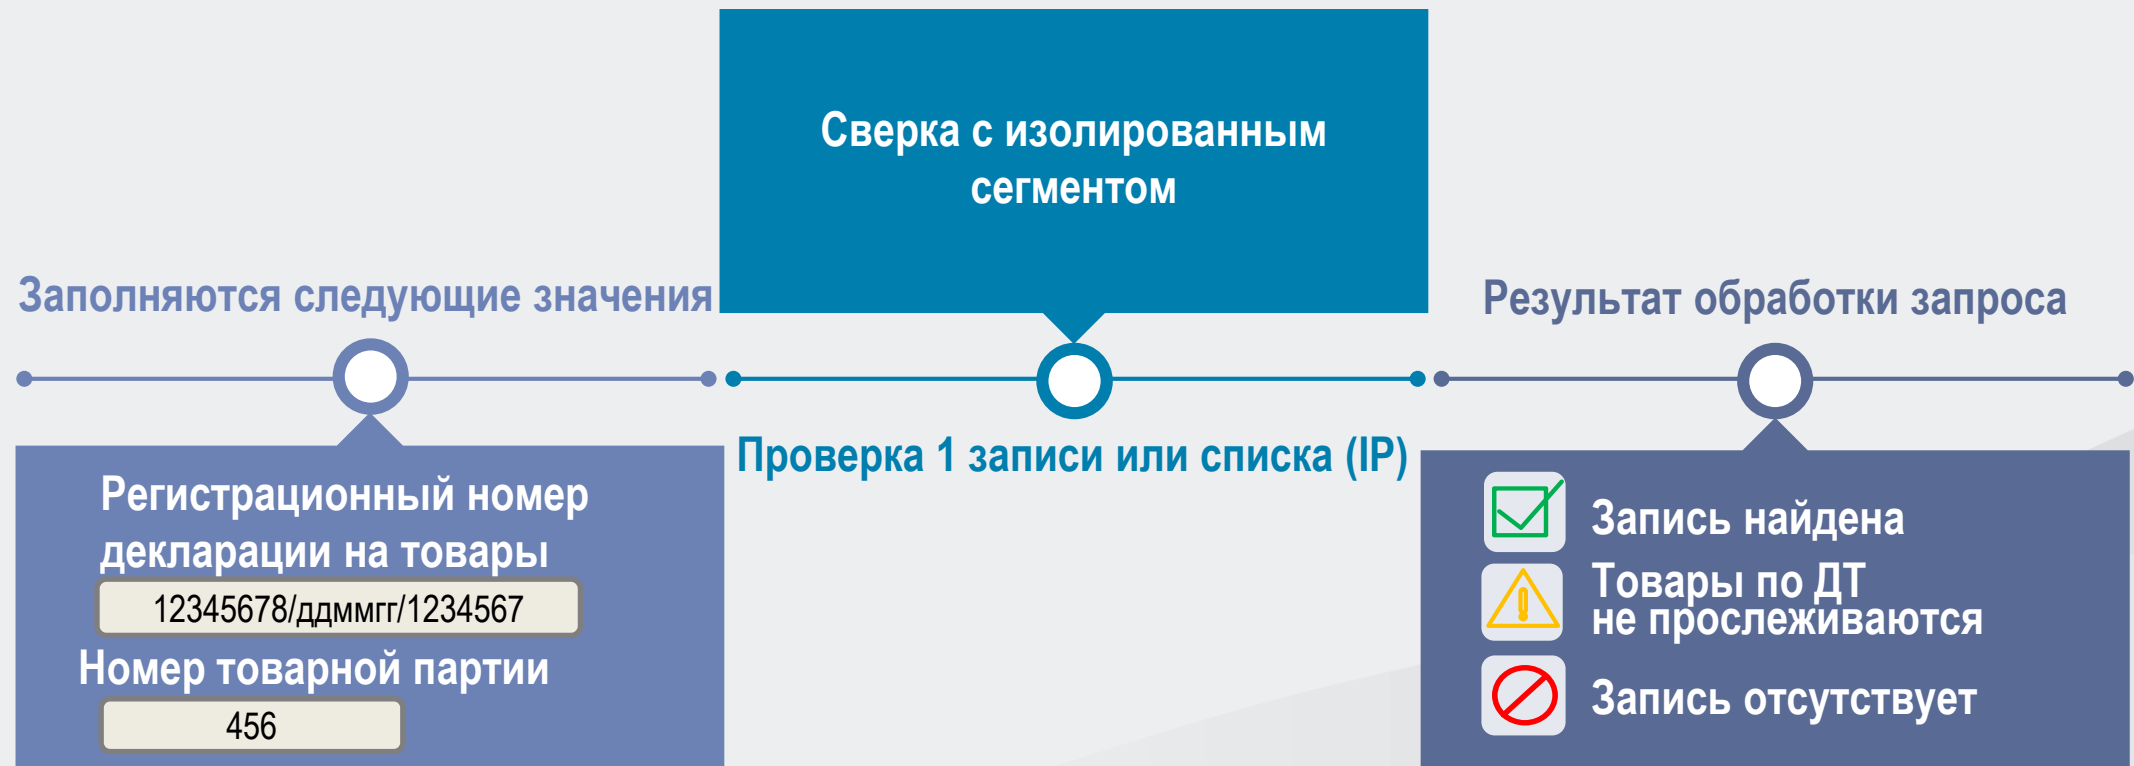 Сверка с изолированным
сегментом
Заполняются следующие значения
Результат обработки запроса
Проверка 1 записи или списка (IP)
Регистрационный номер
декларации на товары
12345678/ддммгг/1234567
Номер товарной партии
456
Запись найдена
Товары по ДТ
не прослеживаются
Запись отсутствует